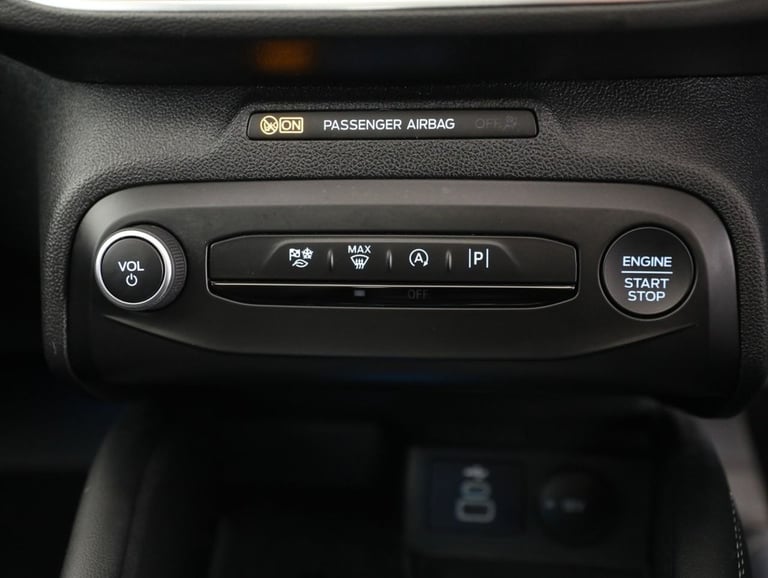 ON PASSENGER AIRBAG OFF
VOL
MAX
A
P
OFF
ENGINE
START
STOP